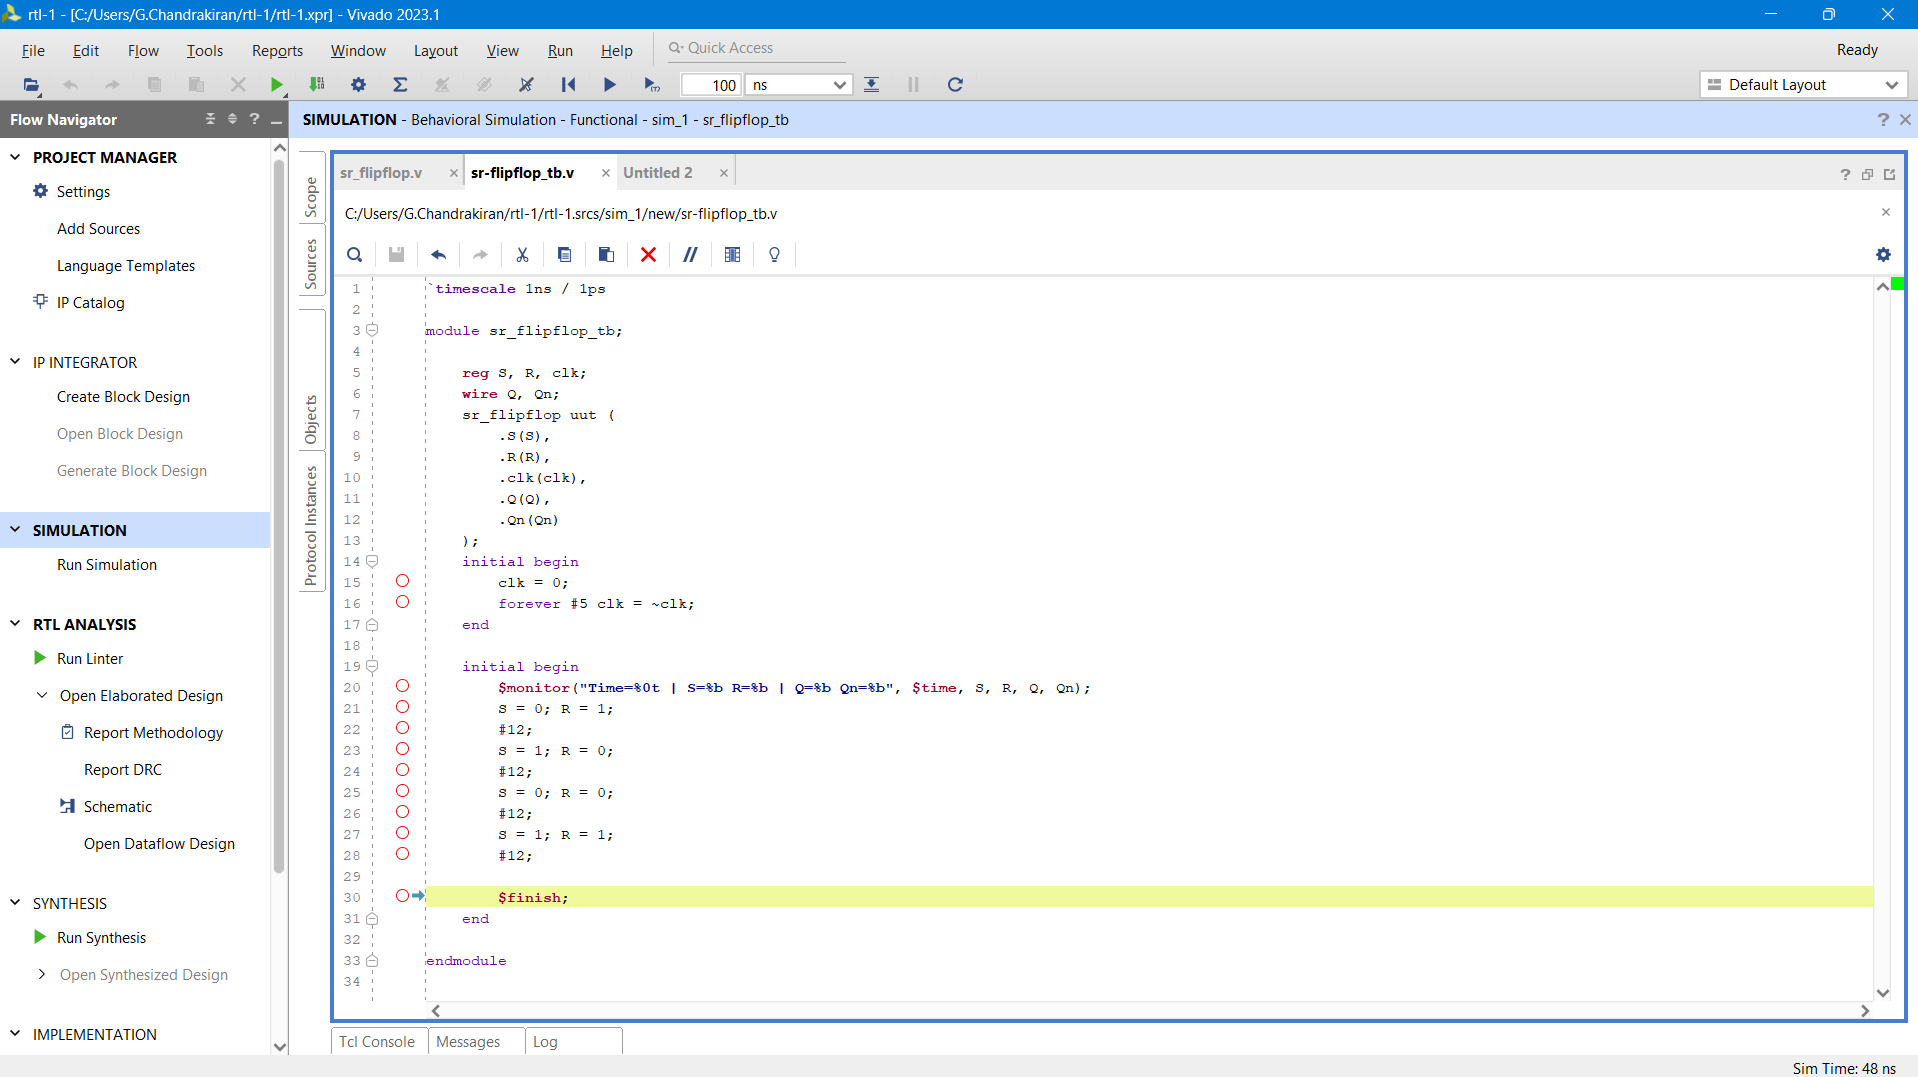 rtl-1 - [C:/Users/G.Chandrakiran/rtl-1/rtl-1.xpr] - Vivado 2023.1
File Edit Flow Tools Reports Window Layout View Run Help Quick Access Ready
100 ns Default Layout
Flow Navigator
SIMULATION - Behavioral Simulation - Functional - sim_1 - sr_flipflop_tb
PROJECT MANAGER
Settings
Add Sources
Language Templates
IP Catalog
IP INTEGRATOR
Create Block Design
Open Block Design
Generate Block Design
SIMULATION
Run Simulation
RTL ANALYSIS
Run Linter
Open Elaborated Design
Report Methodology
Report DRC
Schematic
Open Dataflow Design
SYNTHESIS
Run Synthesis
Open Synthesized Design
IMPLEMENTATION
Scope
Sources
Objects
Protocol Instances
sr_flipflop.v sr-flipflop_tb.v Untitled 2
C:/Users/G.Chandrakiran/rtl-1/rtl-1.srcs/sim_1/new/sr-flipflop_tb.v
1 `timescale 1ns / 1ps
2
3 module sr_flipflop_tb;
4
5 reg S, R, clk;
6 wire Q, Qn;
7 sr_flipflop uut (
8 .S(S),
9 .R(R),
10 .clk(clk),
11 .Q(Q),
12 .Qn(Qn)
13 );
14 initial begin
15 clk = 0;
16 forever #5 clk = ~clk;
17 end
18
19 initial begin
20 $monitor("Time=%0t | S=%b R=%b | Q=%b Qn=%b", $time, S, R, Q, Qn);
21 S = 0; R = 1;
22 #12;
23 S = 1; R = 0;
24 #12;
25 S = 0; R = 0;
26 #12;
27 S = 1; R = 1;
28 #12;
29
30 $finish;
31 end
32
33 endmodule
34
Tcl Console Messages Log
Sim Time: 48 ns